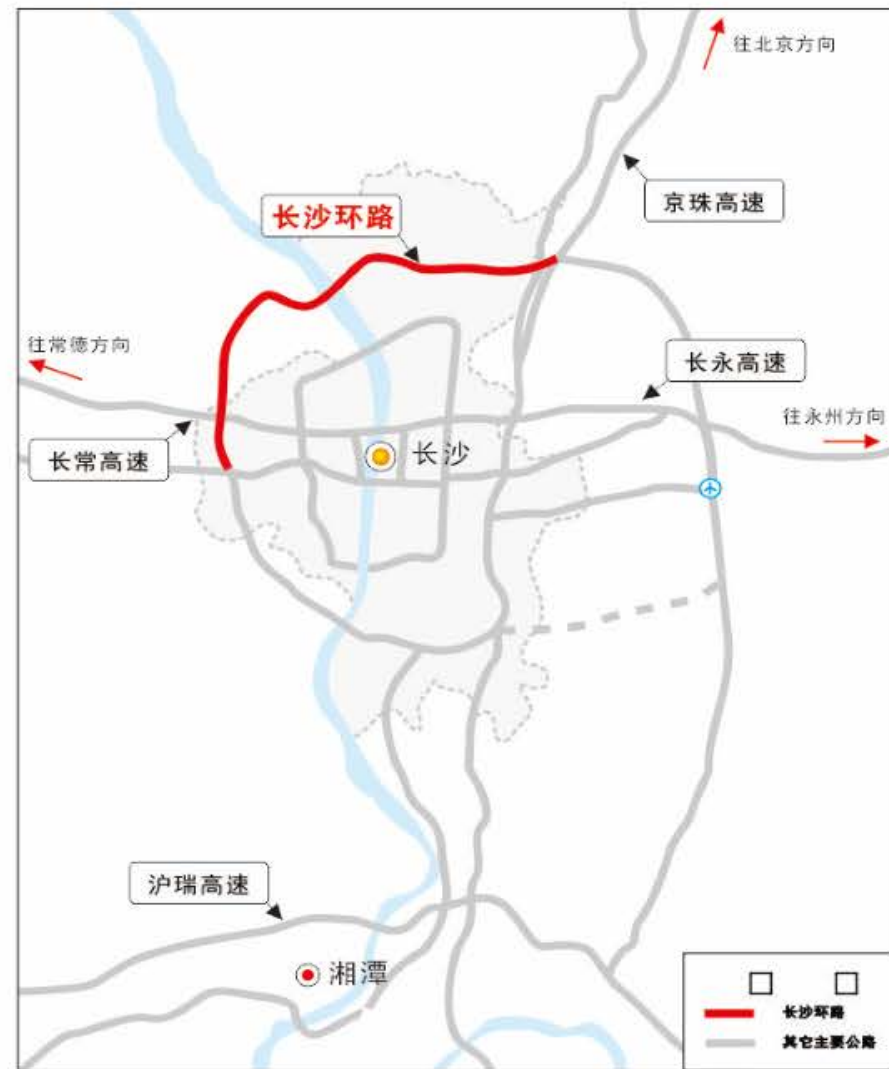 往北京方向
京珠高速
长沙环路
往常德方向
长永高速
往永州方向
长常高速
长沙
沪瑞高速
湘潭
长沙环路
其它主要公路